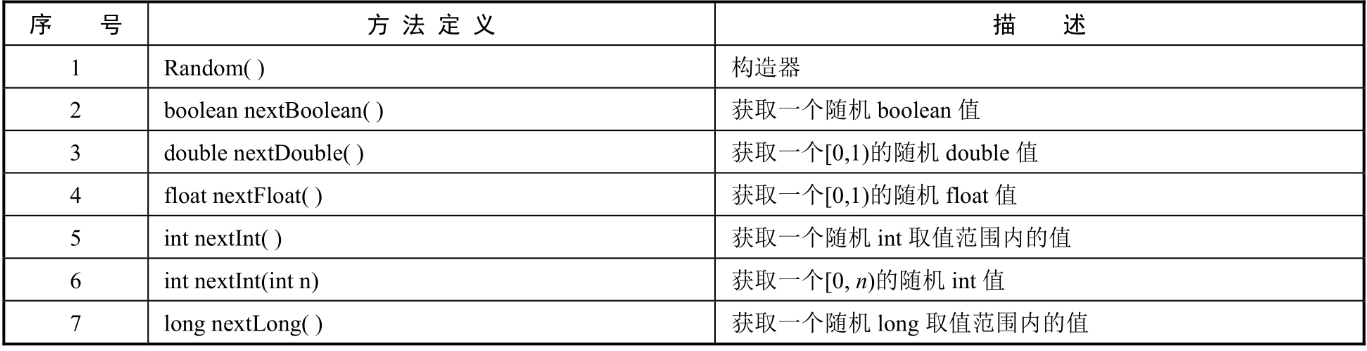 序 号 方 法 定 义 描 述
1 Random( ) 构造器
2 boolean nextBoolean( ) 获取一个随机 boolean 值
3 double nextDouble( ) 获取一个[0,1)的随机 double 值
4 float nextFloat( ) 获取一个[0,1)的随机 float 值
5 int nextInt( ) 获取一个随机 int 取值范围内的值
6 int nextInt(int n) 获取一个[0, n)的随机 int 值
7 long nextLong( ) 获取一个随机 long 取值范围内的值